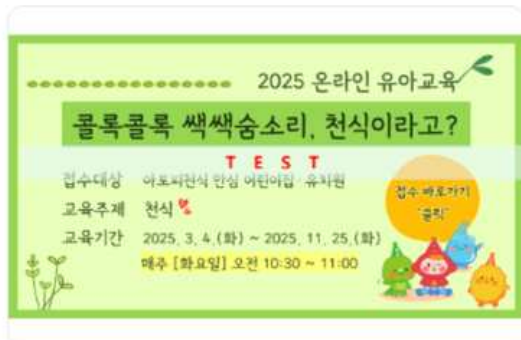 2025 온라인 유아교육
콜록콜록 쌕쌕숨소리, 천식이라고?
TEST
접수대상 아토피천식 안심 어린이집·유치원
교육주제 천식
교육기간 2025. 3. 4.(화) ~ 2025. 11. 25.(화)
매주 [화요일] 오전 10:30 ~ 11:00
접수 바로가기
"클릭"